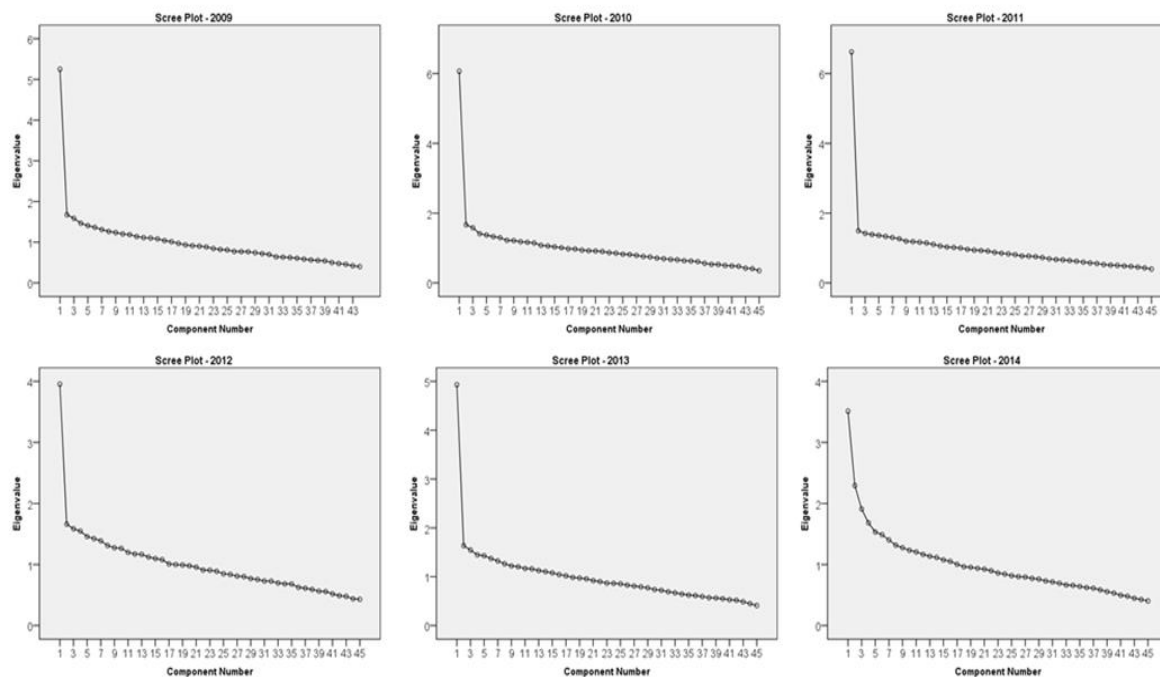 Scree Plot - 2009
6
5
4
3
2
1
0
Eigenvalue
1 3 5 7 9 11 13 15 17 19 21 23 25 27 29 31 33 35 37 39 41 43
Component Number
Scree Plot - 2010
6
4
2
0
Eigenvalue
1 3 5 7 9 11 13 15 17 19 21 23 25 27 29 31 33 35 37 39 41 43 45
Component Number
Scree Plot - 2011
6
4
2
0
Eigenvalue
1 3 5 7 9 11 13 15 17 19 21 23 25 27 29 31 33 35 37 39 41 43 45
Component Number
Scree Plot - 2012
4
3
2
1
0
Eigenvalue
1 3 5 7 9 11 13 15 17 19 21 23 25 27 29 31 33 35 37 39 41 43 45
Component Number
Scree Plot - 2013
5
4
3
2
1
0
Eigenvalue
1 3 5 7 9 11 13 15 17 19 21 23 25 27 29 31 33 35 37 39 41 43 45
Component Number
Scree Plot - 2014
4
3
2
1
0
Eigenvalue
1 3 5 7 9 11 13 15 17 19 21 23 25 27 29 31 33 35 37 39 41 43 45
Component Number